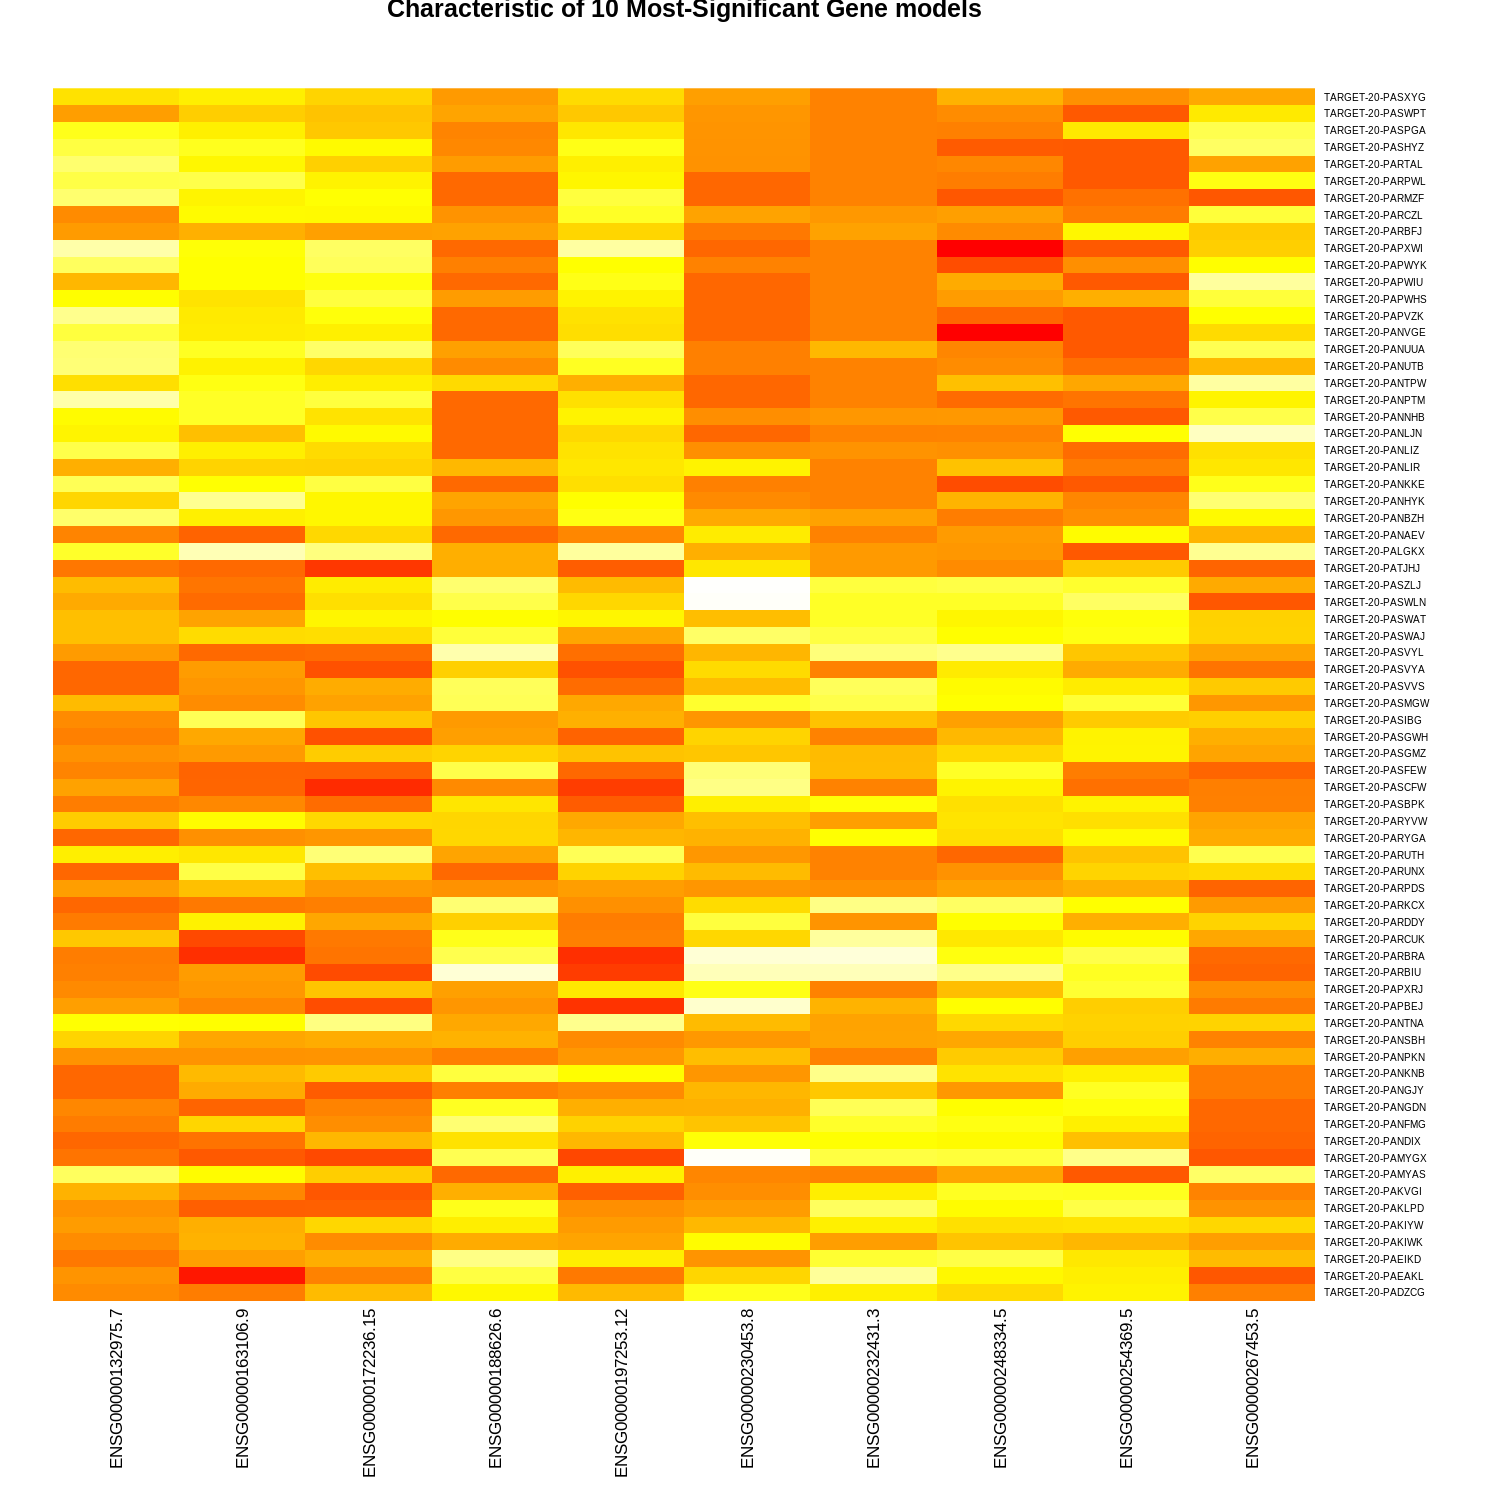 Characteristic of 10 Most-Significant Gene models
TARGET-20-PASXYG
TARGET-20-PASWPT
TARGET-20-PASPGA
TARGET-20-PASHYZ
TARGET-20-PARTAL
TARGET-20-PARPWL
TARGET-20-PARMZF
TARGET-20-PARCZL
TARGET-20-PARBFJ
TARGET-20-PAPXWI
TARGET-20-PAPWYK
TARGET-20-PAPWIU
TARGET-20-PAPWHS
TARGET-20-PAPVZK
TARGET-20-PANVGE
TARGET-20-PANUUA
TARGET-20-PANUTB
TARGET-20-PANTPW
TARGET-20-PANPTM
TARGET-20-PANNHB
TARGET-20-PANLJN
TARGET-20-PANLIZ
TARGET-20-PANLIR
TARGET-20-PANKKE
TARGET-20-PANHYK
TARGET-20-PANBZH
TARGET-20-PANAEV
TARGET-20-PALGKX
TARGET-20-PATJHJ
TARGET-20-PASZLJ
TARGET-20-PASWLN
TARGET-20-PASWAT
TARGET-20-PASWAJ
TARGET-20-PASVYL
TARGET-20-PASVYA
TARGET-20-PASVVS
TARGET-20-PASMGW
TARGET-20-PASIBG
TARGET-20-PASGWH
TARGET-20-PASGMZ
TARGET-20-PASFEW
TARGET-20-PASCFW
TARGET-20-PASBPK
TARGET-20-PARYVW
TARGET-20-PARYGA
TARGET-20-PARUTH
TARGET-20-PARUNX
TARGET-20-PARPDS
TARGET-20-PARKCX
TARGET-20-PARDDY
TARGET-20-PARCUK
TARGET-20-PARBRA
TARGET-20-PARBIU
TARGET-20-PAPXRJ
TARGET-20-PAPBEJ
TARGET-20-PANTNA
TARGET-20-PANSBH
TARGET-20-PANPKN
TARGET-20-PANKNB
TARGET-20-PANGJY
TARGET-20-PANGDN
TARGET-20-PANFMG
TARGET-20-PANDIX
TARGET-20-PAMYGX
TARGET-20-PAMYAS
TARGET-20-PAKVGI
TARGET-20-PAKLPD
TARGET-20-PAKIYW
TARGET-20-PAKIWK
TARGET-20-PAEIKD
TARGET-20-PAEAKL
TARGET-20-PADZCG
ENSG00000132975.7
ENSG00000163106.9
ENSG00000172236.15
ENSG00000188626.6
ENSG00000197253.12
ENSG00000230453.8
ENSG00000232431.3
ENSG00000248334.5
ENSG00000254369.5
ENSG00000267453.5